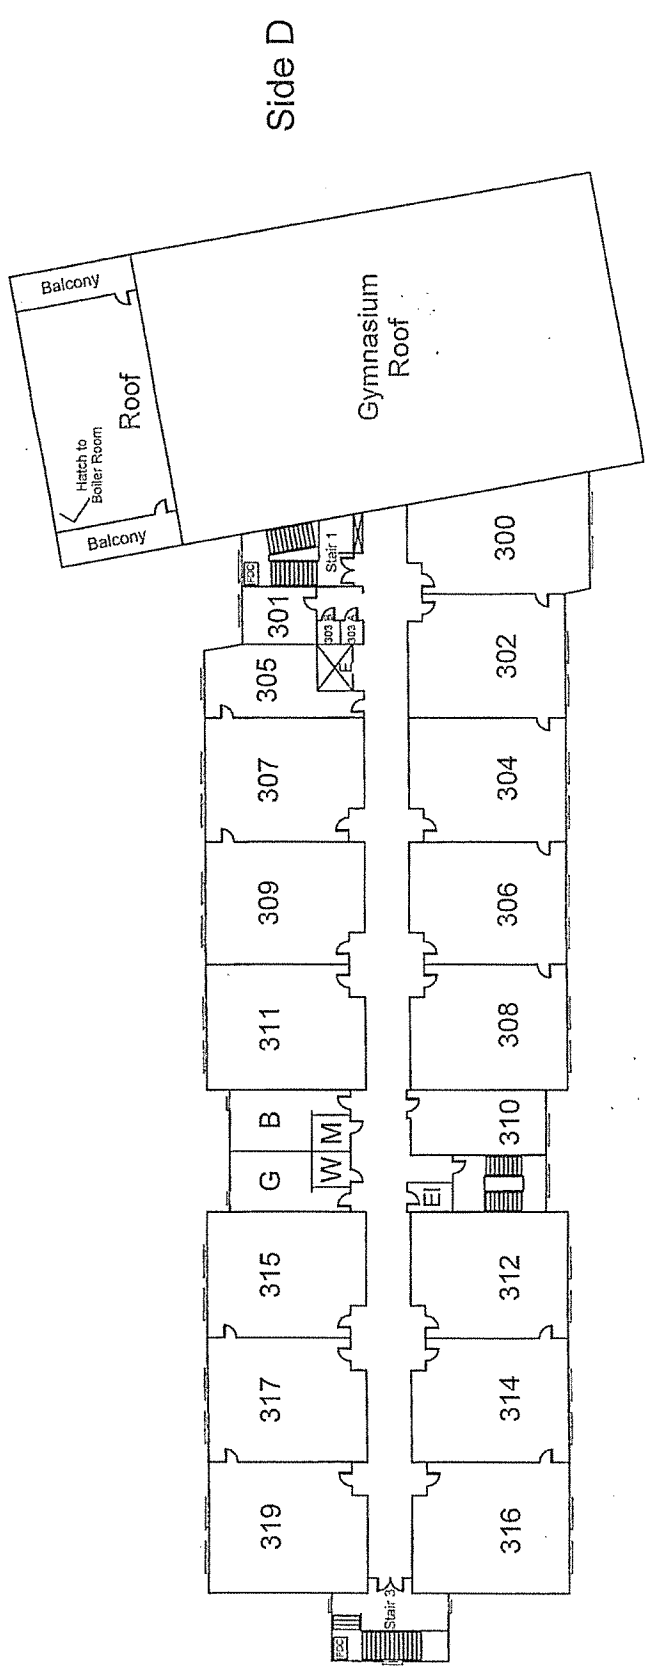 Side D
Balcony
Roof
Hatch to
Boiler Room
Balcony
Gymnasium
Roof
FDC
Stair 1
300
301
303 B
303 A
E
302
305
307
304
309
306
311
308
B
M
310
G
W
El
315
312
317
314
319
316
Stair 3
FDC